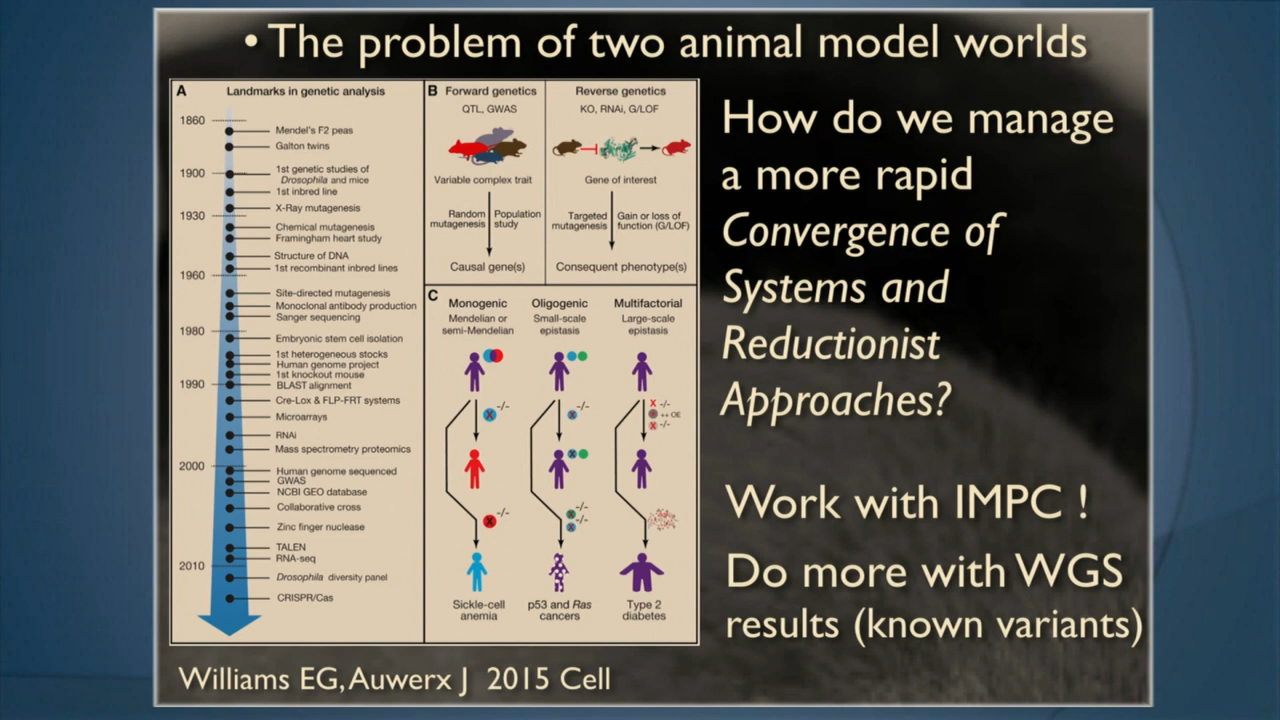 • The problem of two animal model worlds
A Landmarks in genetic analysis
1860
Mendel's F2 peas
Galton twins
1900
1st genetic studies of
Drosophila and mice
1st inbred line
X-Ray mutagenesis
1930
Chemical mutagenesis
Framingham heart study
Structure of DNA
1st recombinant inbred lines
1960
Site-directed mutagenesis
Monoclonal antibody production
Sanger sequencing
1980
Embryonic stem cell isolation
1st heterogeneous stocks
Human genome project
1st knockout mouse
1990
BLAST alignment
Cre-Lox & FLP-FRT systems
Microarrays
RNAi
Mass spectrometry proteomics
2000
Human genome sequenced
GWAS
NCBI GEO database
Collaborative cross
Zinc finger nuclease
TALEN
RNA-seq
2010
Drosophila diversity panel
CRISPR/Cas
B Forward genetics
QTL, GWAS
Variable complex trait
Random
mutagenesis
Population
study
Causal gene(s)
Reverse genetics
KO, RNAi, G/LOF
Gene of interest
Targeted
mutagenesis
Gain or loss of
function (G/LOF)
Consequent phenotype(s)
C
Monogenic
Mendelian or
semi-Mendelian
X -/-
X -/-
Sickle-cell
anemia
Oligogenic
Small-scale
epistasis
X -/-
X
X -/-
X -/-
p53 and Ras
cancers
Multifactorial
Large-scale
epistasis
X -/-
++ OE
X -/-
Type 2
diabetes
How do we manage
a more rapid
Convergence of
Systems and
Reductionist
Approaches?
Work with IMPC !
Do more with WGS
results (known variants)
Williams EG, Auwerx J 2015 Cell